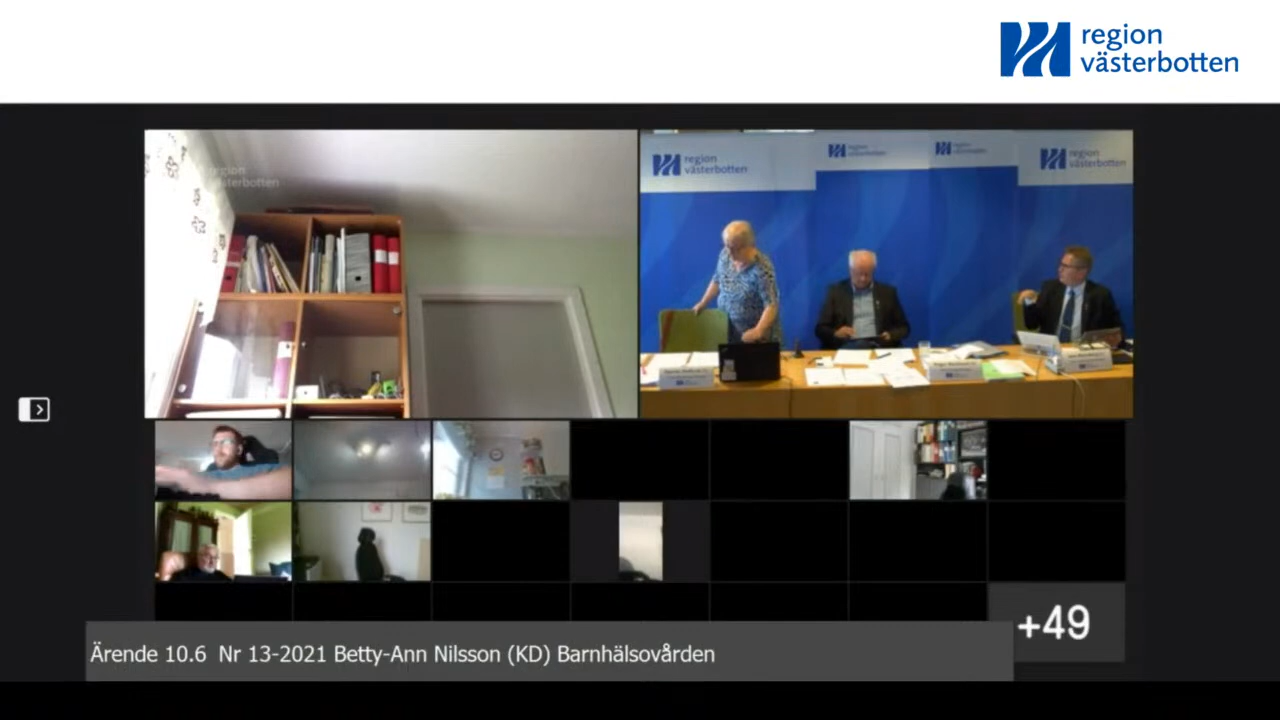 region
västerbotten
region
västerbotten
region
västerbotten
region
västerbotten
region
västerbotten
+49
Ärende 10.6 Nr 13-2021 Betty-Ann Nilsson (KD) Barnhälsovården